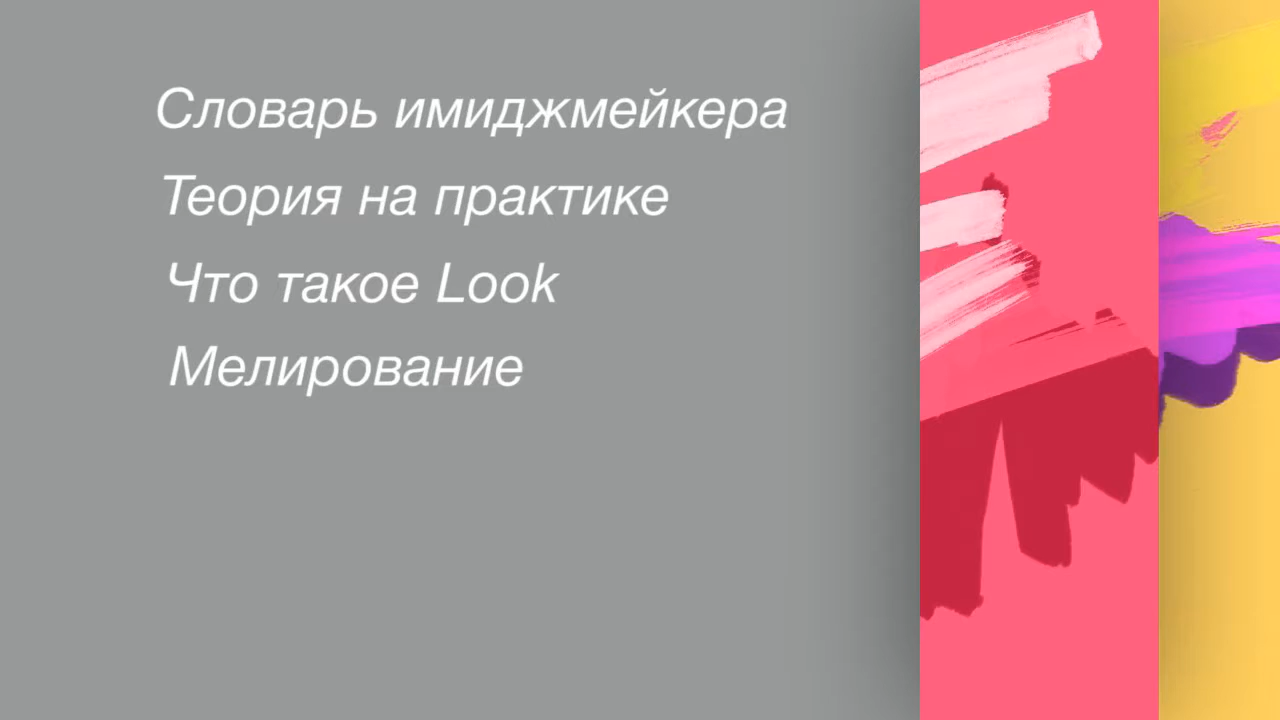 Словарь имиджмейкера
Теория на практике
Что такое Look
Мелирование